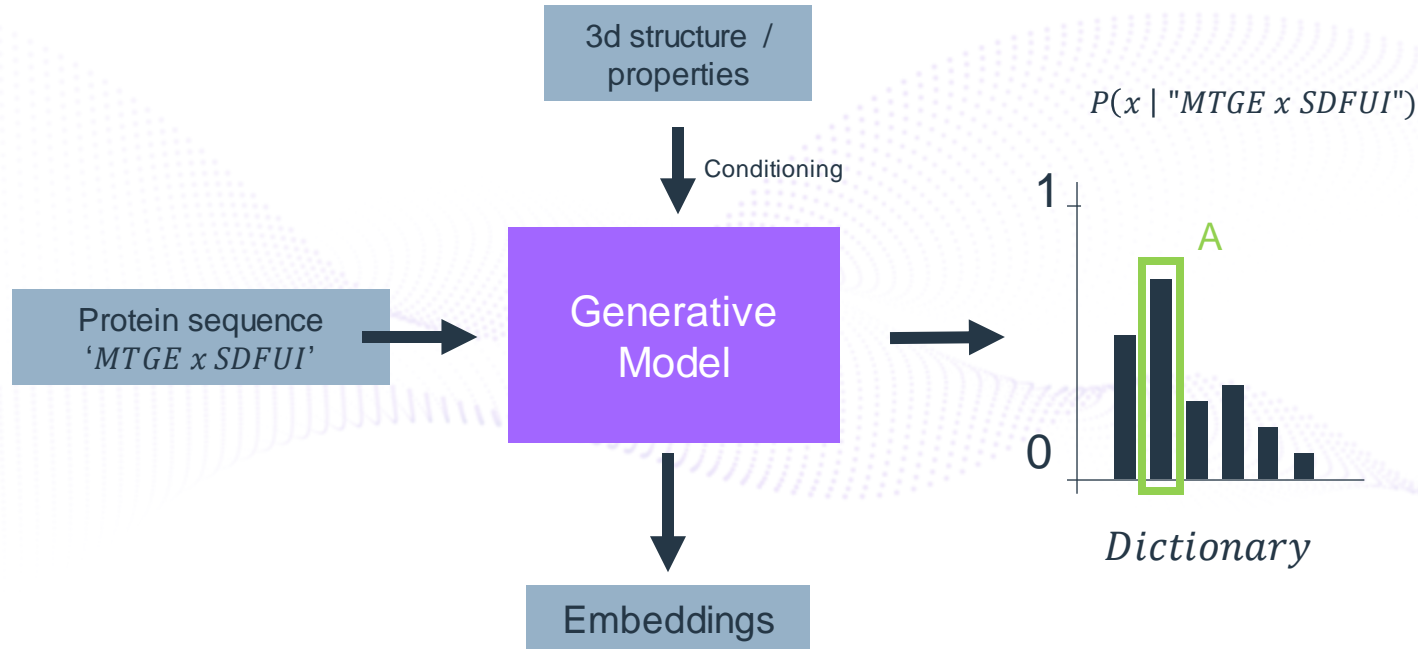 3d structure /
properties
P(x | "MTGE x SDFUI")
Conditioning
1
A
Protein sequence
‘MTGE x SDFUI’
Generative
Model
0
Dictionary
Embeddings